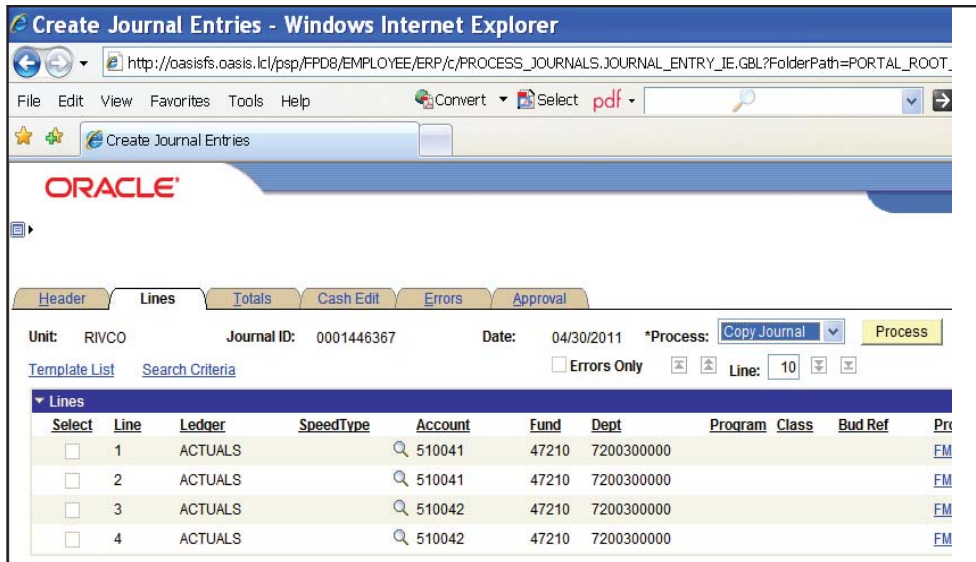 Create Journal Entries - Windows Internet Explorer
http://oasisfs.oasis.lcl/psp/FPD8/EMPLOYEE/ERP/c/PROCESS_JOURNALS.JOURNAL_ENTRY_IE.GBL?FolderPath=PORTAL_ROOT_
File Edit View Favorites Tools Help Convert Select pdf
Create Journal Entries
ORACLE'
Header Lines Totals Cash Edit Errors Approval
Unit: RIVCO Journal ID: 0001446367 Date: 04/30/2011 *Process: Copy Journal Process
Template List Search Criteria Errors Only Line: 10
Lines
Select Line Ledger SpeedType Account Fund Dept Program Class Bud Ref Pro
1 ACTUALS 510041 47210 7200300000 FM
2 ACTUALS 510041 47210 7200300000 FM
3 ACTUALS 510042 47210 7200300000 FM
4 ACTUALS 510042 47210 7200300000 FM